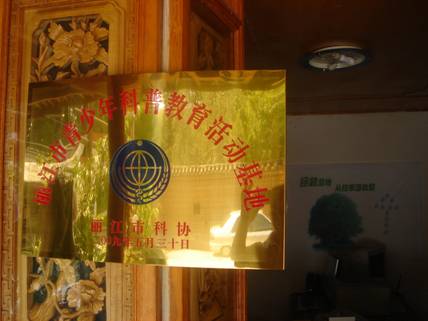 丽江市青少年科普教育活动基地
丽江市科协
二〇〇九年五月三十日